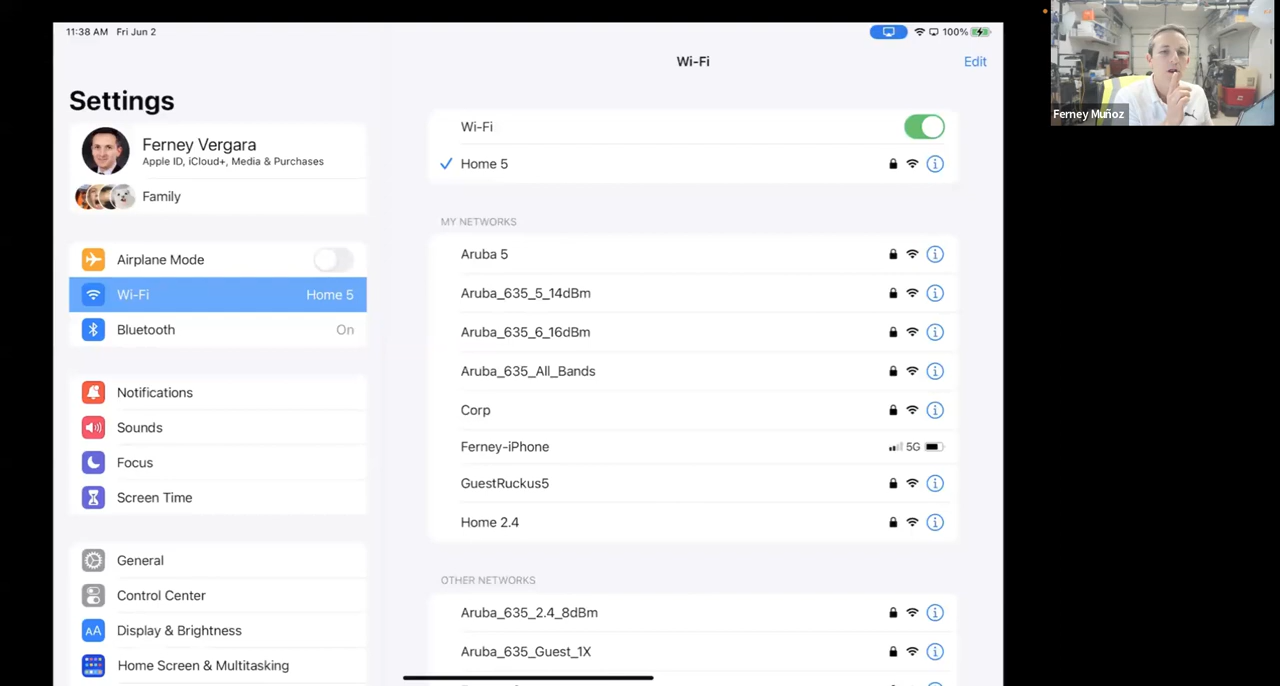 11:38 AM Fri Jun 2
100%
Settings
Ferney Vergara
Apple ID, iCloud+, Media & Purchases
Family
Airplane Mode
Wi-Fi Home 5
Bluetooth On
Notifications
Sounds
Focus
Screen Time
General
Control Center
AA Display & Brightness
Home Screen & Multitasking
Wi-Fi
Edit
Wi-Fi
Home 5
MY NETWORKS
Aruba 5
Aruba_635_5_14dBm
Aruba_635_6_16dBm
Aruba_635_All_Bands
Corp
Ferney-iPhone 5G
GuestRuckus5
Home 2.4
OTHER NETWORKS
Aruba_635_2.4_8dBm
Aruba_635_Guest_1X
Ferney Muñoz